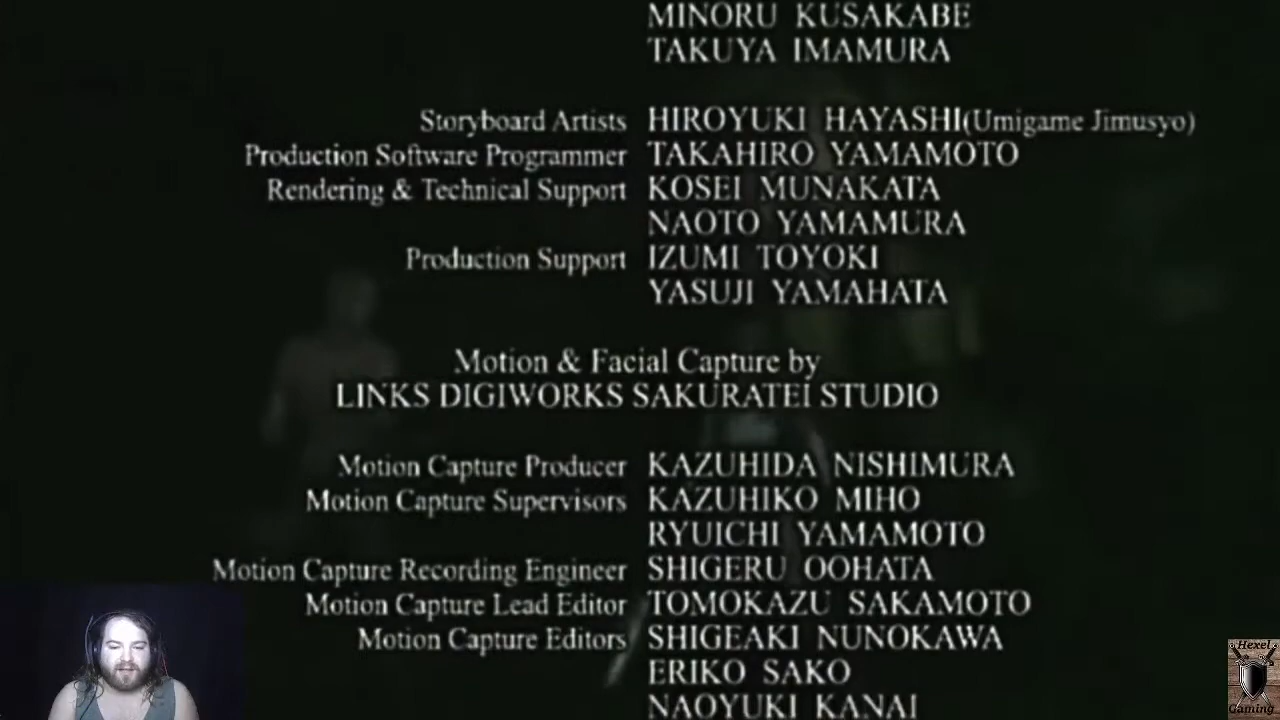 MINORU KUSAKABE
TAKUYA IMAMURA
Storyboard Artists HIROYUKI HAYASHI(Umigame Jimusyo)
Production Software Programmer TAKAHIRO YAMAMOTO
Rendering & Technical Support KOSEI MUNAKATA
NAOTO YAMAMURA
Production Support IZUMI TOYOKI
YASUJI YAMAHATA
Motion & Facial Capture by
LINKS DIGIWORKS SAKURATEI STUDIO
Motion Capture Producer KAZUHIDA NISHIMURA
Motion Capture Supervisors KAZUHIKO MIHO
RYUICHI YAMAMOTO
Motion Capture Recording Engineer SHIGERU OOHATA
Motion Capture Lead Editor TOMOKAZU SAKAMOTO
Motion Capture Editors SHIGEAKI NUNOKAWA
ERIKO SAKO
NAOYUKI KANAI
Hexel
Gaming